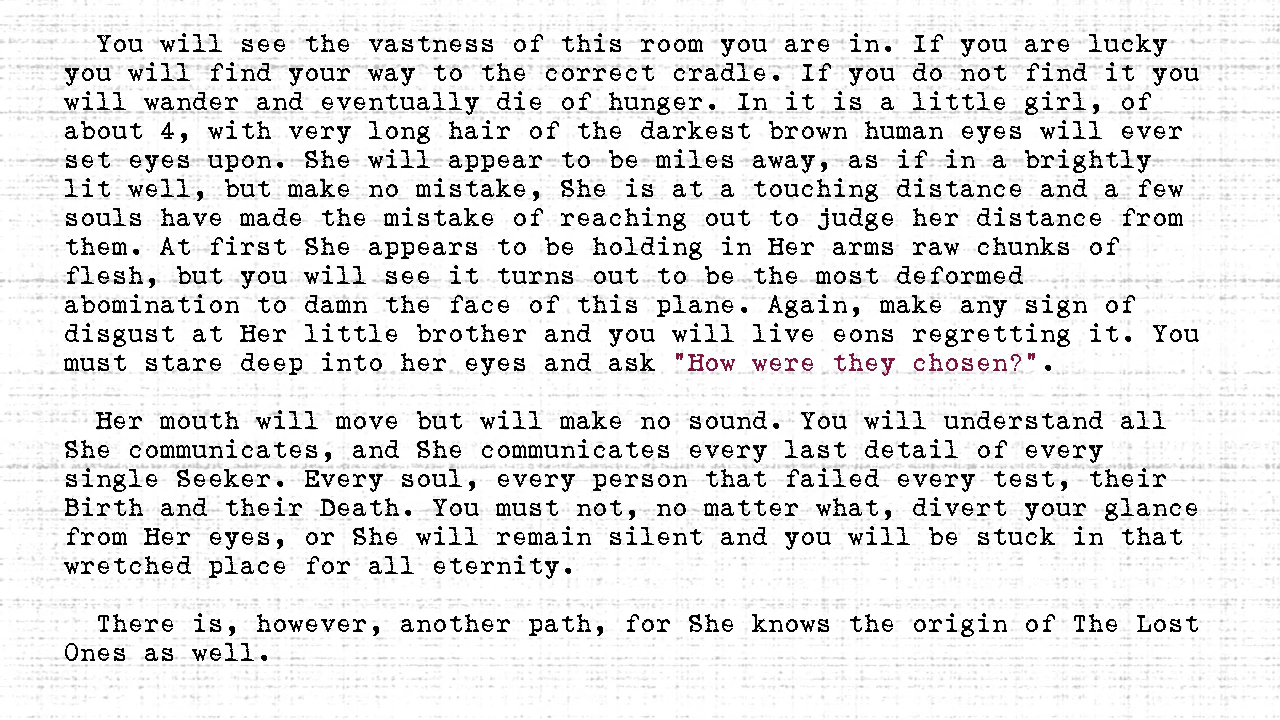 You will see the vastness of this room you are in. If you are lucky
you will find your way to the correct cradle. If you do not find it you
will wander and eventually die of hunger. In it is a little girl, of
about 4, with very long hair of the darkest brown human eyes will ever
set eyes upon. She will appear to be miles away, as if in a brightly
lit well, but make no mistake, She is at a touching distance and a few
souls have made the mistake of reaching out to judge her distance from
them. At first She appears to be holding in Her arms raw chunks of
flesh, but you will see it turns out to be the most deformed
abomination to damn the face of this plane. Again, make any sign of
disgust at Her little brother and you will live eons regretting it. You
must stare deep into her eyes and ask "How were they chosen?".
Her mouth will move but will make no sound. You will understand all
She communicates, and She communicates every last detail of every
single Seeker. Every soul, every person that failed every test, their
Birth and their Death. You must not, no matter what, divert your glance
from Her eyes, or She will remain silent and you will be stuck in that
wretched place for all eternity.
There is, however, another path, for She knows the origin of The Lost
Ones as well.